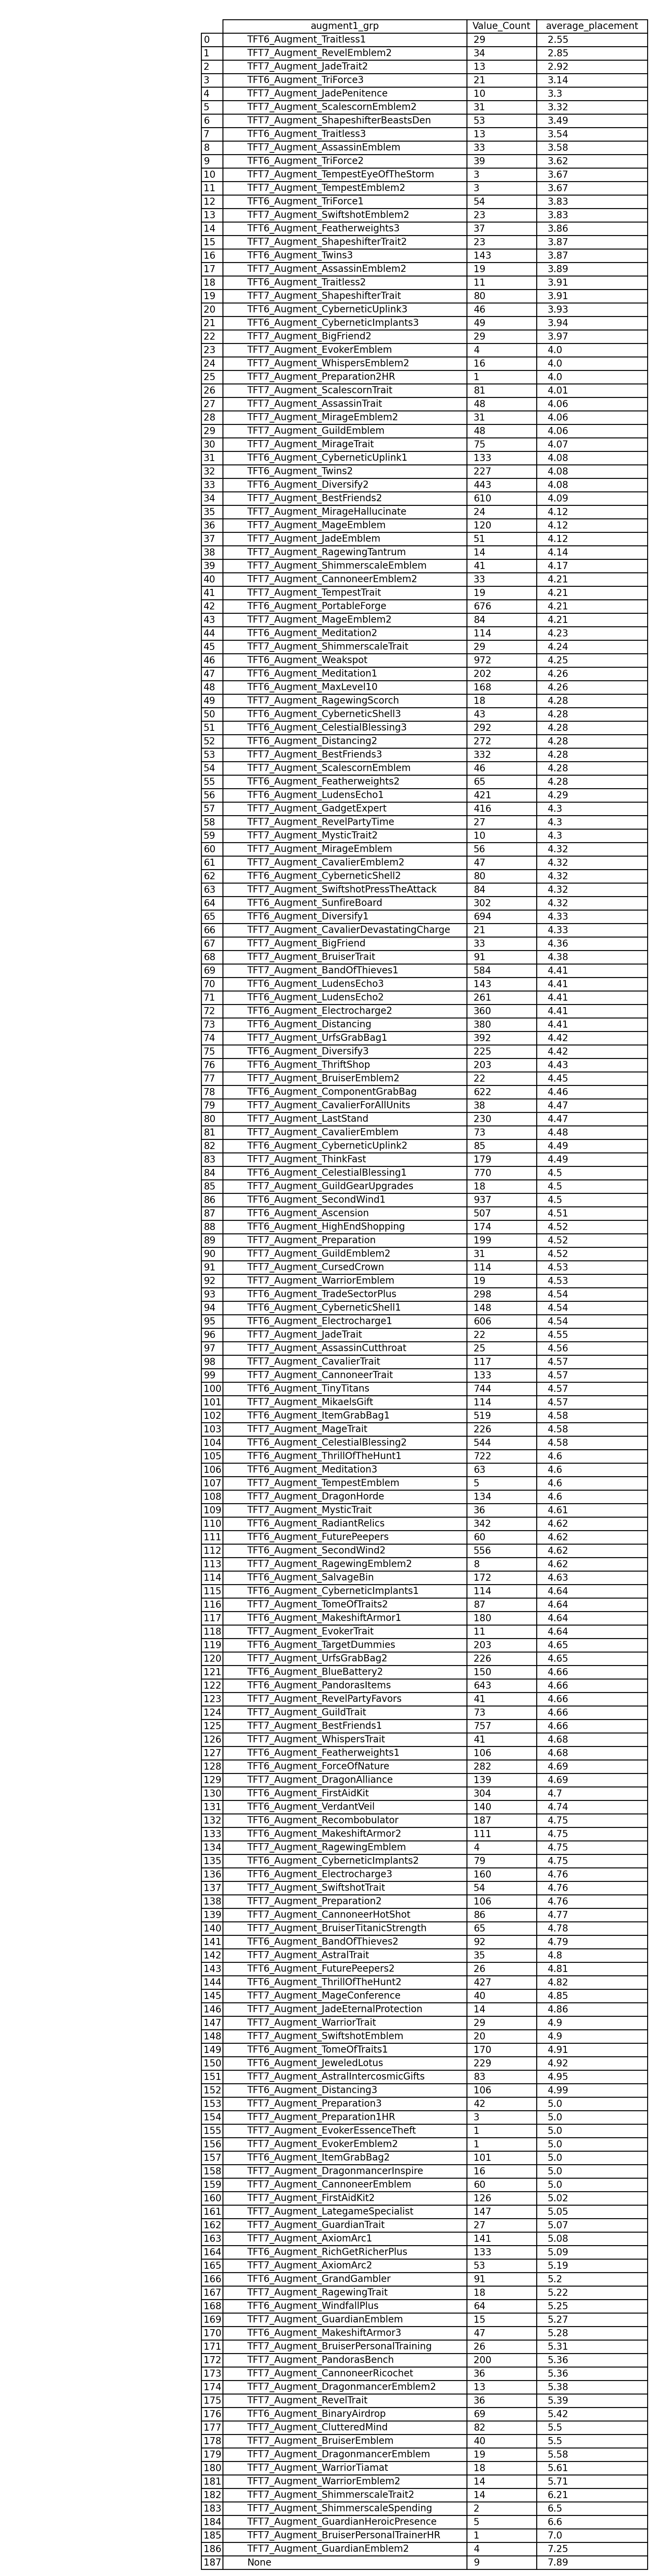 augment1_grp Value_Count average_placement
0 TFT6_Augment_Traitless1 29 2.55
1 TFT7_Augment_RevelEmblem2 34 2.85
2 TFT7_Augment_JadeTrait2 13 2.92
3 TFT6_Augment_TriForce3 21 3.14
4 TFT7_Augment_JadePenitence 10 3.3
5 TFT7_Augment_ScalescornEmblem2 31 3.32
6 TFT7_Augment_ShapeshifterBeastsDen 53 3.49
7 TFT6_Augment_Traitless3 13 3.54
8 TFT7_Augment_AssassinEmblem 33 3.58
9 TFT6_Augment_TriForce2 39 3.62
10 TFT7_Augment_TempestEyeOfTheStorm 3 3.67
11 TFT7_Augment_TempestEmblem2 3 3.67
12 TFT6_Augment_TriForce1 54 3.83
13 TFT7_Augment_SwiftshotEmblem2 23 3.83
14 TFT6_Augment_Featherweights3 37 3.86
15 TFT7_Augment_ShapeshifterTrait2 23 3.87
16 TFT6_Augment_Twins3 143 3.87
17 TFT7_Augment_AssassinEmblem2 19 3.89
18 TFT6_Augment_Traitless2 11 3.91
19 TFT7_Augment_ShapeshifterTrait 80 3.91
20 TFT6_Augment_CyberneticUplink3 46 3.93
21 TFT6_Augment_CyberneticImplants3 49 3.94
22 TFT7_Augment_BigFriend2 29 3.97
23 TFT7_Augment_EvokerEmblem 4 4.0
24 TFT7_Augment_WhispersEmblem2 16 4.0
25 TFT7_Augment_Preparation2HR 1 4.0
26 TFT7_Augment_ScalescornTrait 81 4.01
27 TFT7_Augment_AssassinTrait 48 4.06
28 TFT7_Augment_MirageEmblem2 31 4.06
29 TFT7_Augment_GuildEmblem 48 4.06
30 TFT7_Augment_MirageTrait 75 4.07
31 TFT6_Augment_CyberneticUplink1 133 4.08
32 TFT6_Augment_Twins2 227 4.08
33 TFT6_Augment_Diversify2 443 4.08
34 TFT7_Augment_BestFriends2 610 4.09
35 TFT7_Augment_MirageHallucinate 24 4.12
36 TFT7_Augment_MageEmblem 120 4.12
37 TFT7_Augment_JadeEmblem 51 4.12
38 TFT7_Augment_RagewingTantrum 14 4.14
39 TFT7_Augment_ShimmerscaleEmblem 41 4.17
40 TFT7_Augment_CannoneerEmblem2 33 4.21
41 TFT7_Augment_TempestTrait 19 4.21
42 TFT6_Augment_PortableForge 676 4.21
43 TFT7_Augment_MageEmblem2 84 4.21
44 TFT6_Augment_Meditation2 114 4.23
45 TFT7_Augment_ShimmerscaleTrait 29 4.24
46 TFT6_Augment_Weakspot 972 4.25
47 TFT6_Augment_Meditation1 202 4.26
48 TFT6_Augment_MaxLevel10 168 4.26
49 TFT7_Augment_RagewingScorch 18 4.28
50 TFT6_Augment_CyberneticShell3 43 4.28
51 TFT6_Augment_CelestialBlessing3 292 4.28
52 TFT6_Augment_Distancing2 272 4.28
53 TFT7_Augment_BestFriends3 332 4.28
54 TFT7_Augment_ScalescornEmblem 46 4.28
55 TFT6_Augment_Featherweights2 65 4.28
56 TFT6_Augment_LudensEcho1 421 4.29
57 TFT7_Augment_GadgetExpert 416 4.3
58 TFT7_Augment_RevelPartyTime 27 4.3
59 TFT7_Augment_MysticTrait2 10 4.3
60 TFT7_Augment_MirageEmblem 56 4.32
61 TFT7_Augment_CavalierEmblem2 47 4.32
62 TFT6_Augment_CyberneticShell2 80 4.32
63 TFT7_Augment_SwiftshotPressTheAttack 84 4.32
64 TFT6_Augment_SunfireBoard 302 4.32
65 TFT6_Augment_Diversify1 694 4.33
66 TFT7_Augment_CavalierDevastatingCharge 21 4.33
67 TFT7_Augment_BigFriend 33 4.36
68 TFT7_Augment_BruiserTrait 91 4.38
69 TFT7_Augment_BandOfThieves1 584 4.41
70 TFT6_Augment_LudensEcho3 143 4.41
71 TFT6_Augment_LudensEcho2 261 4.41
72 TFT6_Augment_Electrocharge2 360 4.41
73 TFT6_Augment_Distancing 380 4.41
74 TFT7_Augment_UrfsGrabBag1 392 4.42
75 TFT6_Augment_Diversify3 225 4.42
76 TFT6_Augment_ThriftShop 203 4.43
77 TFT7_Augment_BruiserEmblem2 22 4.45
78 TFT6_Augment_ComponentGrabBag 622 4.46
79 TFT7_Augment_CavalierForAllUnits 38 4.47
80 TFT7_Augment_LastStand 230 4.47
81 TFT7_Augment_CavalierEmblem 73 4.48
82 TFT6_Augment_CyberneticUplink2 85 4.49
83 TFT7_Augment_ThinkFast 179 4.49
84 TFT6_Augment_CelestialBlessing1 770 4.5
85 TFT7_Augment_GuildGearUpgrades 18 4.5
86 TFT6_Augment_SecondWind1 937 4.5
87 TFT6_Augment_Ascension 507 4.51
88 TFT6_Augment_HighEndShopping 174 4.52
89 TFT7_Augment_Preparation 199 4.52
90 TFT7_Augment_GuildEmblem2 31 4.52
91 TFT7_Augment_CursedCrown 114 4.53
92 TFT7_Augment_WarriorEmblem 19 4.53
93 TFT6_Augment_TradeSectorPlus 298 4.54
94 TFT6_Augment_CyberneticShell1 148 4.54
95 TFT6_Augment_Electrocharge1 606 4.54
96 TFT7_Augment_JadeTrait 22 4.55
97 TFT7_Augment_AssassinCutthroat 25 4.56
98 TFT7_Augment_CavalierTrait 117 4.57
99 TFT7_Augment_CannoneerTrait 133 4.57
100 TFT6_Augment_TinyTitans 744 4.57
101 TFT7_Augment_MikaelsGift 114 4.57
102 TFT6_Augment_ItemGrabBag1 519 4.58
103 TFT7_Augment_MageTrait 226 4.58
104 TFT6_Augment_CelestialBlessing2 544 4.58
105 TFT6_Augment_ThrillOfTheHunt1 722 4.6
106 TFT6_Augment_Meditation3 63 4.6
107 TFT7_Augment_TempestEmblem 5 4.6
108 TFT7_Augment_DragonHorde 134 4.6
109 TFT7_Augment_MysticTrait 36 4.61
110 TFT6_Augment_RadiantRelics 342 4.62
111 TFT6_Augment_FuturePeepers 60 4.62
112 TFT6_Augment_SecondWind2 556 4.62
113 TFT7_Augment_RagewingEmblem2 8 4.62
114 TFT6_Augment_SalvageBin 172 4.63
115 TFT6_Augment_CyberneticImplants1 114 4.64
116 TFT7_Augment_TomeOfTraits2 87 4.64
117 TFT6_Augment_MakeshiftArmor1 180 4.64
118 TFT7_Augment_EvokerTrait 11 4.64
119 TFT6_Augment_TargetDummies 203 4.65
120 TFT7_Augment_UrfsGrabBag2 226 4.65
121 TFT6_Augment_BlueBattery2 150 4.66
122 TFT6_Augment_PandorasItems 643 4.66
123 TFT7_Augment_RevelPartyFavors 41 4.66
124 TFT7_Augment_GuildTrait 73 4.66
125 TFT7_Augment_BestFriends1 757 4.66
126 TFT7_Augment_WhispersTrait 41 4.68
127 TFT6_Augment_Featherweights1 106 4.68
128 TFT6_Augment_ForceOfNature 282 4.69
129 TFT7_Augment_DragonAlliance 139 4.69
130 TFT6_Augment_FirstAidKit 304 4.7
131 TFT6_Augment_VerdantVeil 140 4.74
132 TFT6_Augment_Recombobulator 187 4.75
133 TFT6_Augment_MakeshiftArmor2 111 4.75
134 TFT7_Augment_RagewingEmblem 4 4.75
135 TFT6_Augment_CyberneticImplants2 79 4.75
136 TFT6_Augment_Electrocharge3 160 4.76
137 TFT7_Augment_SwiftshotTrait 54 4.76
138 TFT7_Augment_Preparation2 106 4.76
139 TFT7_Augment_CannoneerHotShot 86 4.77
140 TFT7_Augment_BruiserTitanicStrength 65 4.78
141 TFT6_Augment_BandOfThieves2 92 4.79
142 TFT7_Augment_AstralTrait 35 4.8
143 TFT6_Augment_FuturePeepers2 26 4.81
144 TFT6_Augment_ThrillOfTheHunt2 427 4.82
145 TFT7_Augment_MageConference 40 4.85
146 TFT7_Augment_JadeEternalProtection 14 4.86
147 TFT7_Augment_WarriorTrait 29 4.9
148 TFT7_Augment_SwiftshotEmblem 20 4.9
149 TFT6_Augment_TomeOfTraits1 170 4.91
150 TFT6_Augment_JeweledLotus 229 4.92
151 TFT7_Augment_AstralIntercosmicGifts 83 4.95
152 TFT6_Augment_Distancing3 106 4.99
153 TFT7_Augment_Preparation3 42 5.0
154 TFT7_Augment_Preparation1HR 3 5.0
155 TFT7_Augment_EvokerEssenceTheft 1 5.0
156 TFT7_Augment_EvokerEmblem2 1 5.0
157 TFT6_Augment_ItemGrabBag2 101 5.0
158 TFT7_Augment_DragonmancerInspire 16 5.0
159 TFT7_Augment_CannoneerEmblem 60 5.0
160 TFT7_Augment_FirstAidKit2 126 5.02
161 TFT7_Augment_LategameSpecialist 147 5.05
162 TFT7_Augment_GuardianTrait 27 5.07
163 TFT7_Augment_AxiomArc1 141 5.08
164 TFT6_Augment_RichGetRicherPlus 133 5.09
165 TFT7_Augment_AxiomArc2 53 5.19
166 TFT6_Augment_GrandGambler 91 5.2
167 TFT7_Augment_RagewingTrait 18 5.22
168 TFT6_Augment_WindfallPlus 64 5.25
169 TFT7_Augment_GuardianEmblem 15 5.27
170 TFT6_Augment_MakeshiftArmor3 47 5.28
171 TFT7_Augment_BruiserPersonalTraining 26 5.31
172 TFT7_Augment_PandorasBench 200 5.36
173 TFT7_Augment_CannoneerRicochet 36 5.36
174 TFT7_Augment_DragonmancerEmblem2 13 5.38
175 TFT7_Augment_RevelTrait 36 5.39
176 TFT6_Augment_BinaryAirdrop 69 5.42
177 TFT7_Augment_ClutteredMind 82 5.5
178 TFT7_Augment_BruiserEmblem 40 5.5
179 TFT7_Augment_DragonmancerEmblem 19 5.58
180 TFT7_Augment_WarriorTiamat 18 5.61
181 TFT7_Augment_WarriorEmblem2 14 5.71
182 TFT7_Augment_ShimmerscaleTrait2 14 6.21
183 TFT7_Augment_ShimmerscaleSpending 2 6.5
184 TFT7_Augment_GuardianHeroicPresence 5 6.6
185 TFT7_Augment_BruiserPersonalTrainerHR 1 7.0
186 TFT7_Augment_GuardianEmblem2 4 7.25
187 None 9 7.89